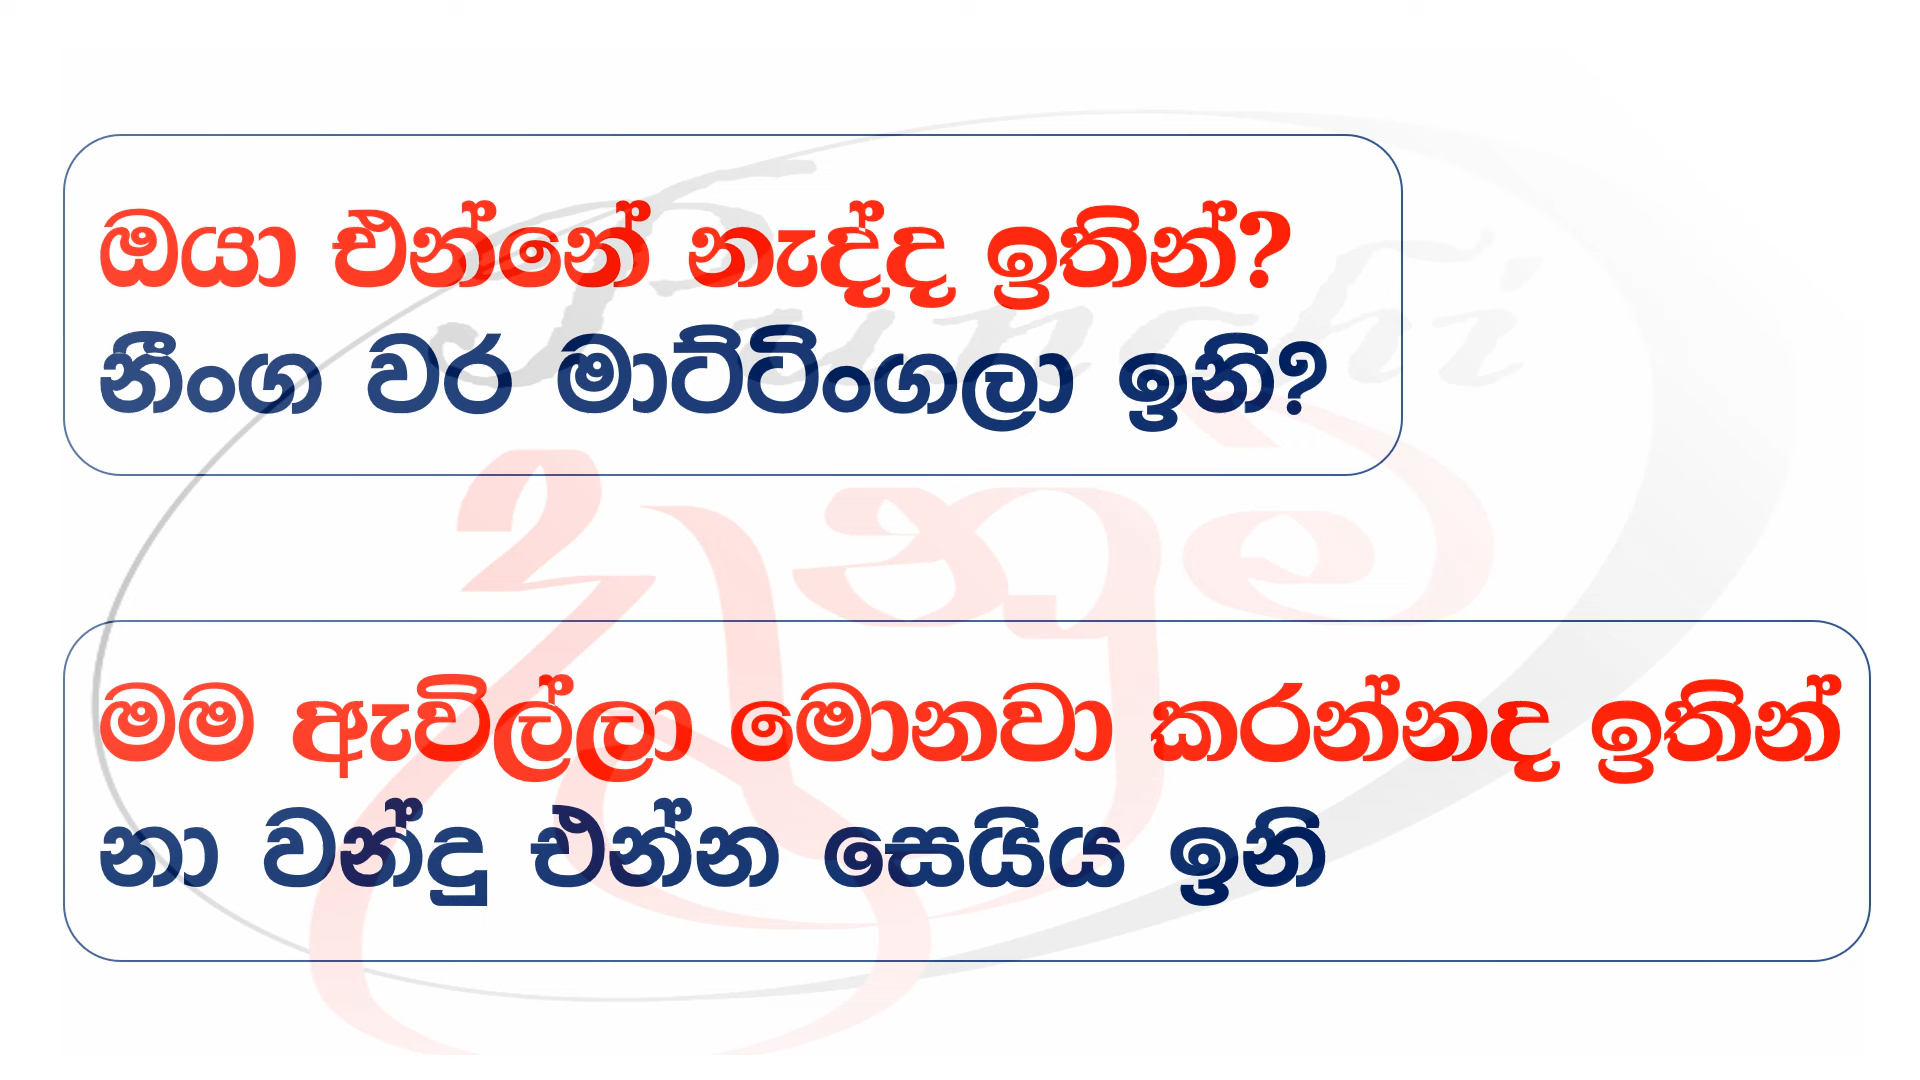 ඔයා එන්නේ නැද්ද ඉතින්?
නීංග වර මාට්ටිංගලා ඉනි?
මම ඇවිල්ලා මොනවා කරන්නද ඉතින්
නා වන්දු එන්න සෙයිය ඉනි